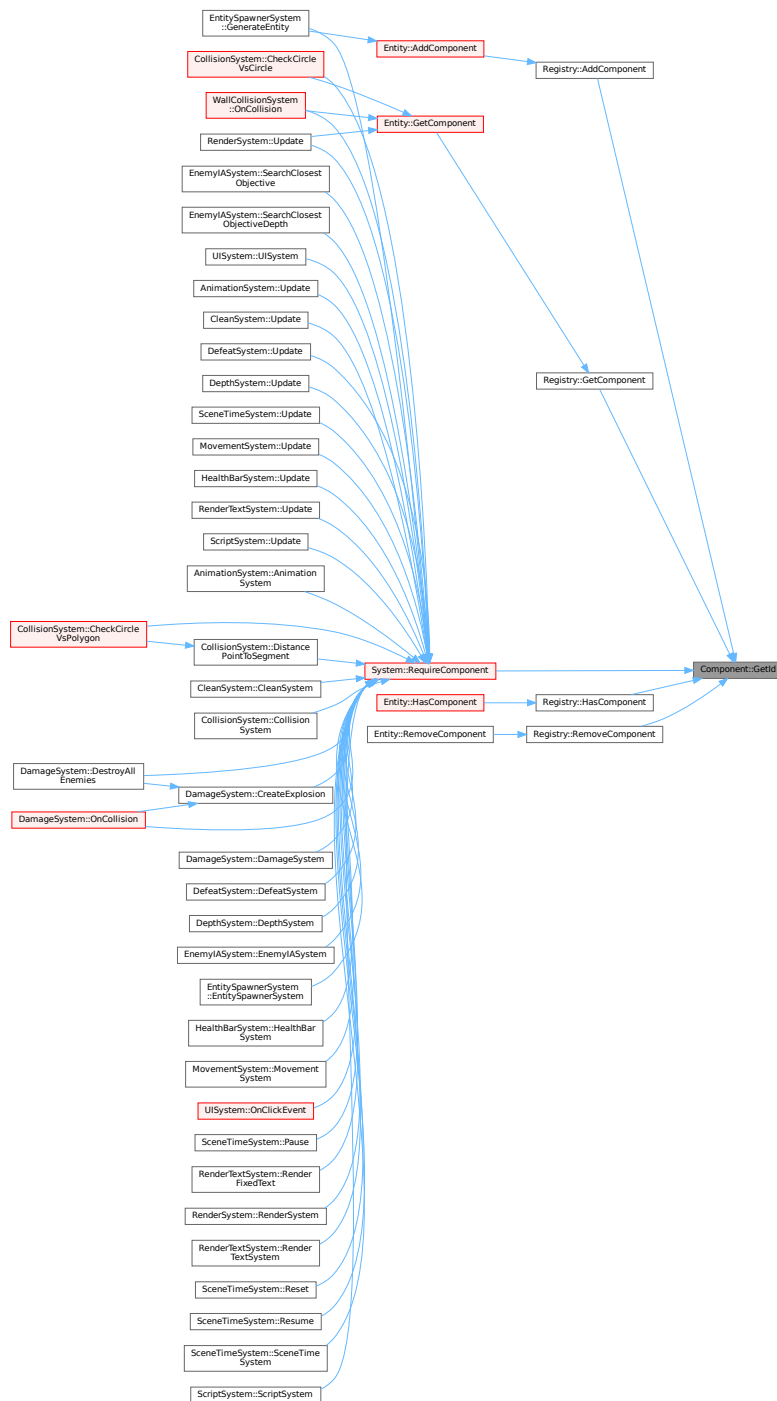 EntitySpawnerSystem
::GenerateEntity
CollisionSystem::CheckCircle
VsCircle
WallCollisionSystem
::OnCollision
RenderSystem::Update
EnemyIASystem::SearchClosest
Objective
EnemyIASystem::SearchClosest
ObjectiveDepth
UISystem::UISystem
AnimationSystem::Update
CleanSystem::Update
DefeatSystem::Update
DepthSystem::Update
SceneTimeSystem::Update
MovementSystem::Update
HealthBarSystem::Update
RenderTextSystem::Update
ScriptSystem::Update
AnimationSystem::Animation
System
CollisionSystem::CheckCircle
VsPolygon
CollisionSystem::Distance
PointToSegment
CleanSystem::CleanSystem
CollisionSystem::Collision
System
DamageSystem::DestroyAll
Enemies
DamageSystem::CreateExplosion
DamageSystem::OnCollision
DamageSystem::DamageSystem
DefeatSystem::DefeatSystem
DepthSystem::DepthSystem
EnemyIASystem::EnemyIASystem
EntitySpawnerSystem
::EntitySpawnerSystem
HealthBarSystem::HealthBar
System
MovementSystem::Movement
System
UISystem::OnClickEvent
SceneTimeSystem::Pause
RenderTextSystem::Render
FixedText
RenderSystem::RenderSystem
RenderTextSystem::Render
TextSystem
SceneTimeSystem::Reset
SceneTimeSystem::Resume
SceneTimeSystem::SceneTime
System
ScriptSystem::ScriptSystem
Entity::AddComponent
Entity::GetComponent
System::RequireComponent
Entity::HasComponent
Entity::RemoveComponent
Registry::AddComponent
Registry::GetComponent
Registry::HasComponent
Registry::RemoveComponent
Component::GetId